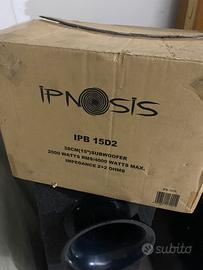 IPNOSIS
IPB 15D2
38CM(15")SUBWOOFER
2000 WATTS RMS/4000 WATTS MAX.
IMPEDANCE 2+2 OHMS
subito